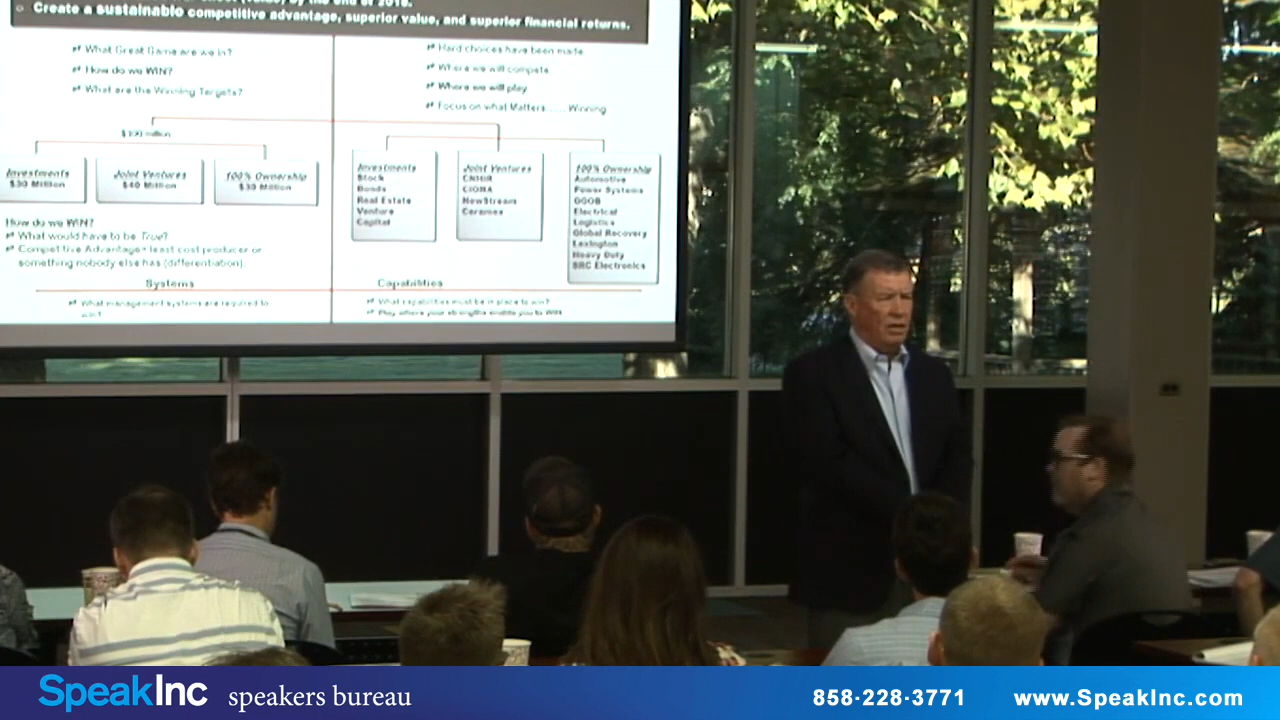 Create a sustainable competitive advantage, superior value, and superior financial returns.
What Great Game are we in?
How do we WIN?
What are the Winning Targets?
Hard choices have been made
Where we will compete
Where we will play
Focus on what Matters...... Winning
$100 million
Investments
$30 Million
Joint Ventures
$40 Million
100% Ownership
$30 Million
Investments
Stock
Bonds
Real Estate
Venture
Capital
Joint Ventures
CNHR
NewStream
100% Ownership
Automotive
Power Systems
GGOB
Electrical
Logistics
Global Recovery
Lexington
Heavy Duty
SRC Electronics
How do we WIN?
What would have to be True?
Competitive Advantage - least cost producer or
something nobody else has (differentiation).
Systems
What management systems are required to
win?
Capabilities
What capabilities must be in place to win?
Play where your strengths enable you to WIN
SpeakInc speakers bureau
858-228-3771
www.SpeakInc.com